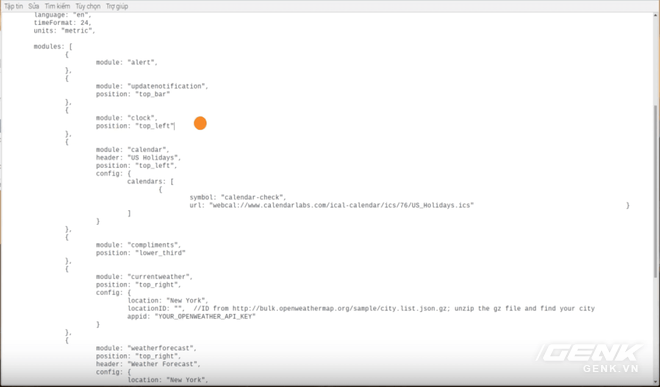 Tập tin Sửa Tìm kiếm Tùy chọn Trợ giúp
language: "en",
timeFormat: 24,
units: "metric",
modules: [
{
module: "alert",
},
{
module: "updatenotification",
position: "top_bar"
},
{
module: "clock",
position: "top_left"
},
{
module: "calendar",
header: "US Holidays",
position: "top_left",
config: {
calendars: [
{
symbol: "calendar-check",
url: "webcal://www.calendarlabs.com/ical-calendar/ics/76/US_Holidays.ics" }
]
}
},
{
module: "compliments",
position: "lower_third"
},
{
module: "currentweather",
position: "top_right",
config: {
location: "New York",
locationID: "", //ID from http://bulk.openweathermap.org/sample/city.list.json.gz; unzip the gz file and find your city
appid: "YOUR_OPENWEATHER_API_KEY"
}
},
{
module: "weatherforecast",
position: "top_right",
header: "Weather Forecast",
config: {
location: "New York",
GENK
GENK.VN